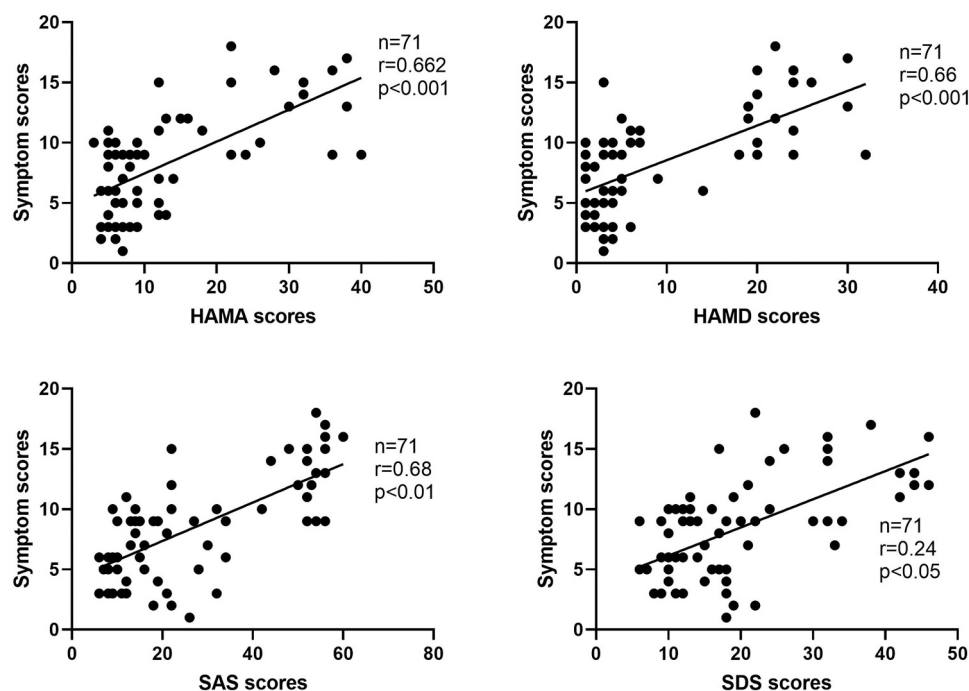 20
15
10
5
0
Symptom scores
0 10 20 30 40 50
HAMA scores
n=71
r=0.662
p<0.001
20
15
10
5
0
Symptom scores
0 10 20 30 40
HAMD scores
n=71
r=0.66
p<0.001
20
15
10
5
0
Symptom scores
0 20 40 60 80
SAS scores
n=71
r=0.68
p<0.01
20
15
10
5
0
Symptom scores
0 10 20 30 40 50
SDS scores
n=71
r=0.24
p<0.05